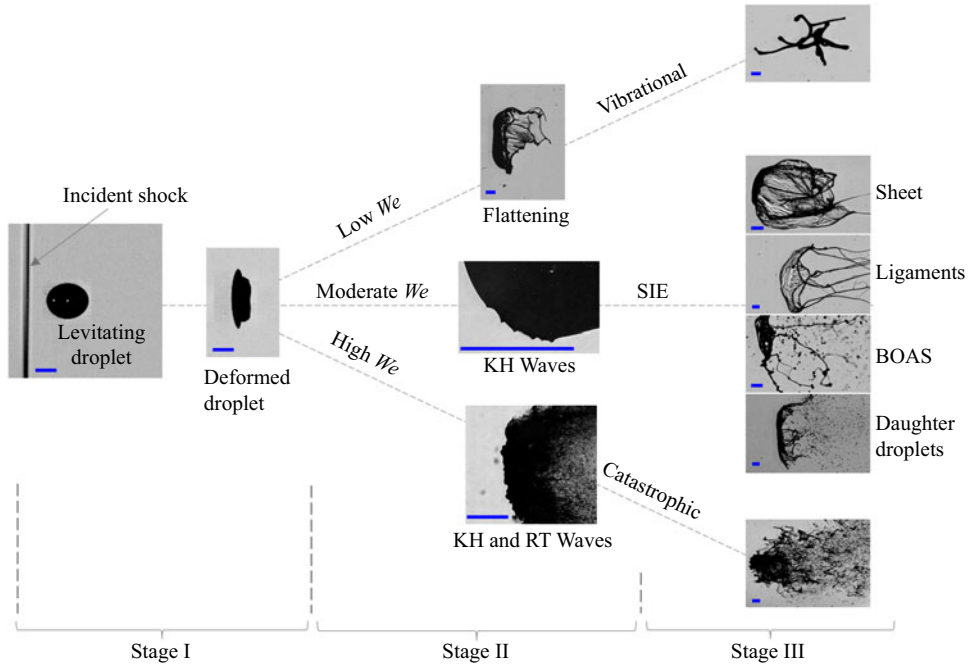 Vibrational
Incident shock
Low We
Flattening
Sheet
Levitating
droplet
Moderate We
SIE
Ligaments
Deformed
droplet
High We
KH Waves
BOAS
Daughter
droplets
Catastrophic
KH and RT Waves
Stage I
Stage II
Stage III